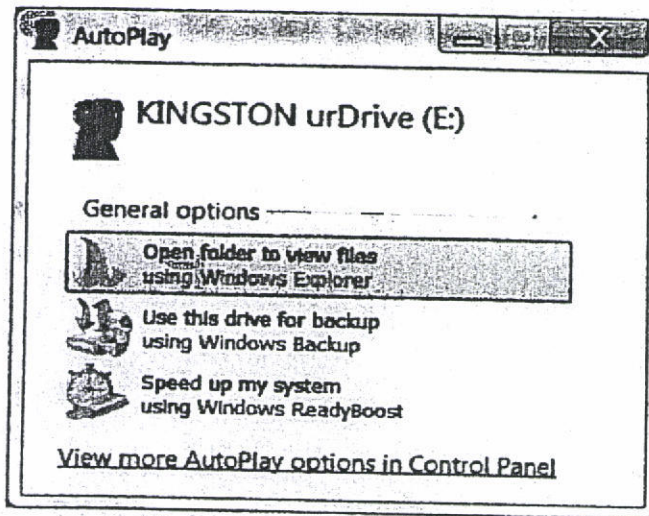 AutoPlay
KINGSTON urDrive (E:)
General options
Open folder to view files
using Windows Explorer
Use this drive for backup
using Windows Backup
Speed up my system
using Windows ReadyBoost
View more AutoPlay options in Control Panel